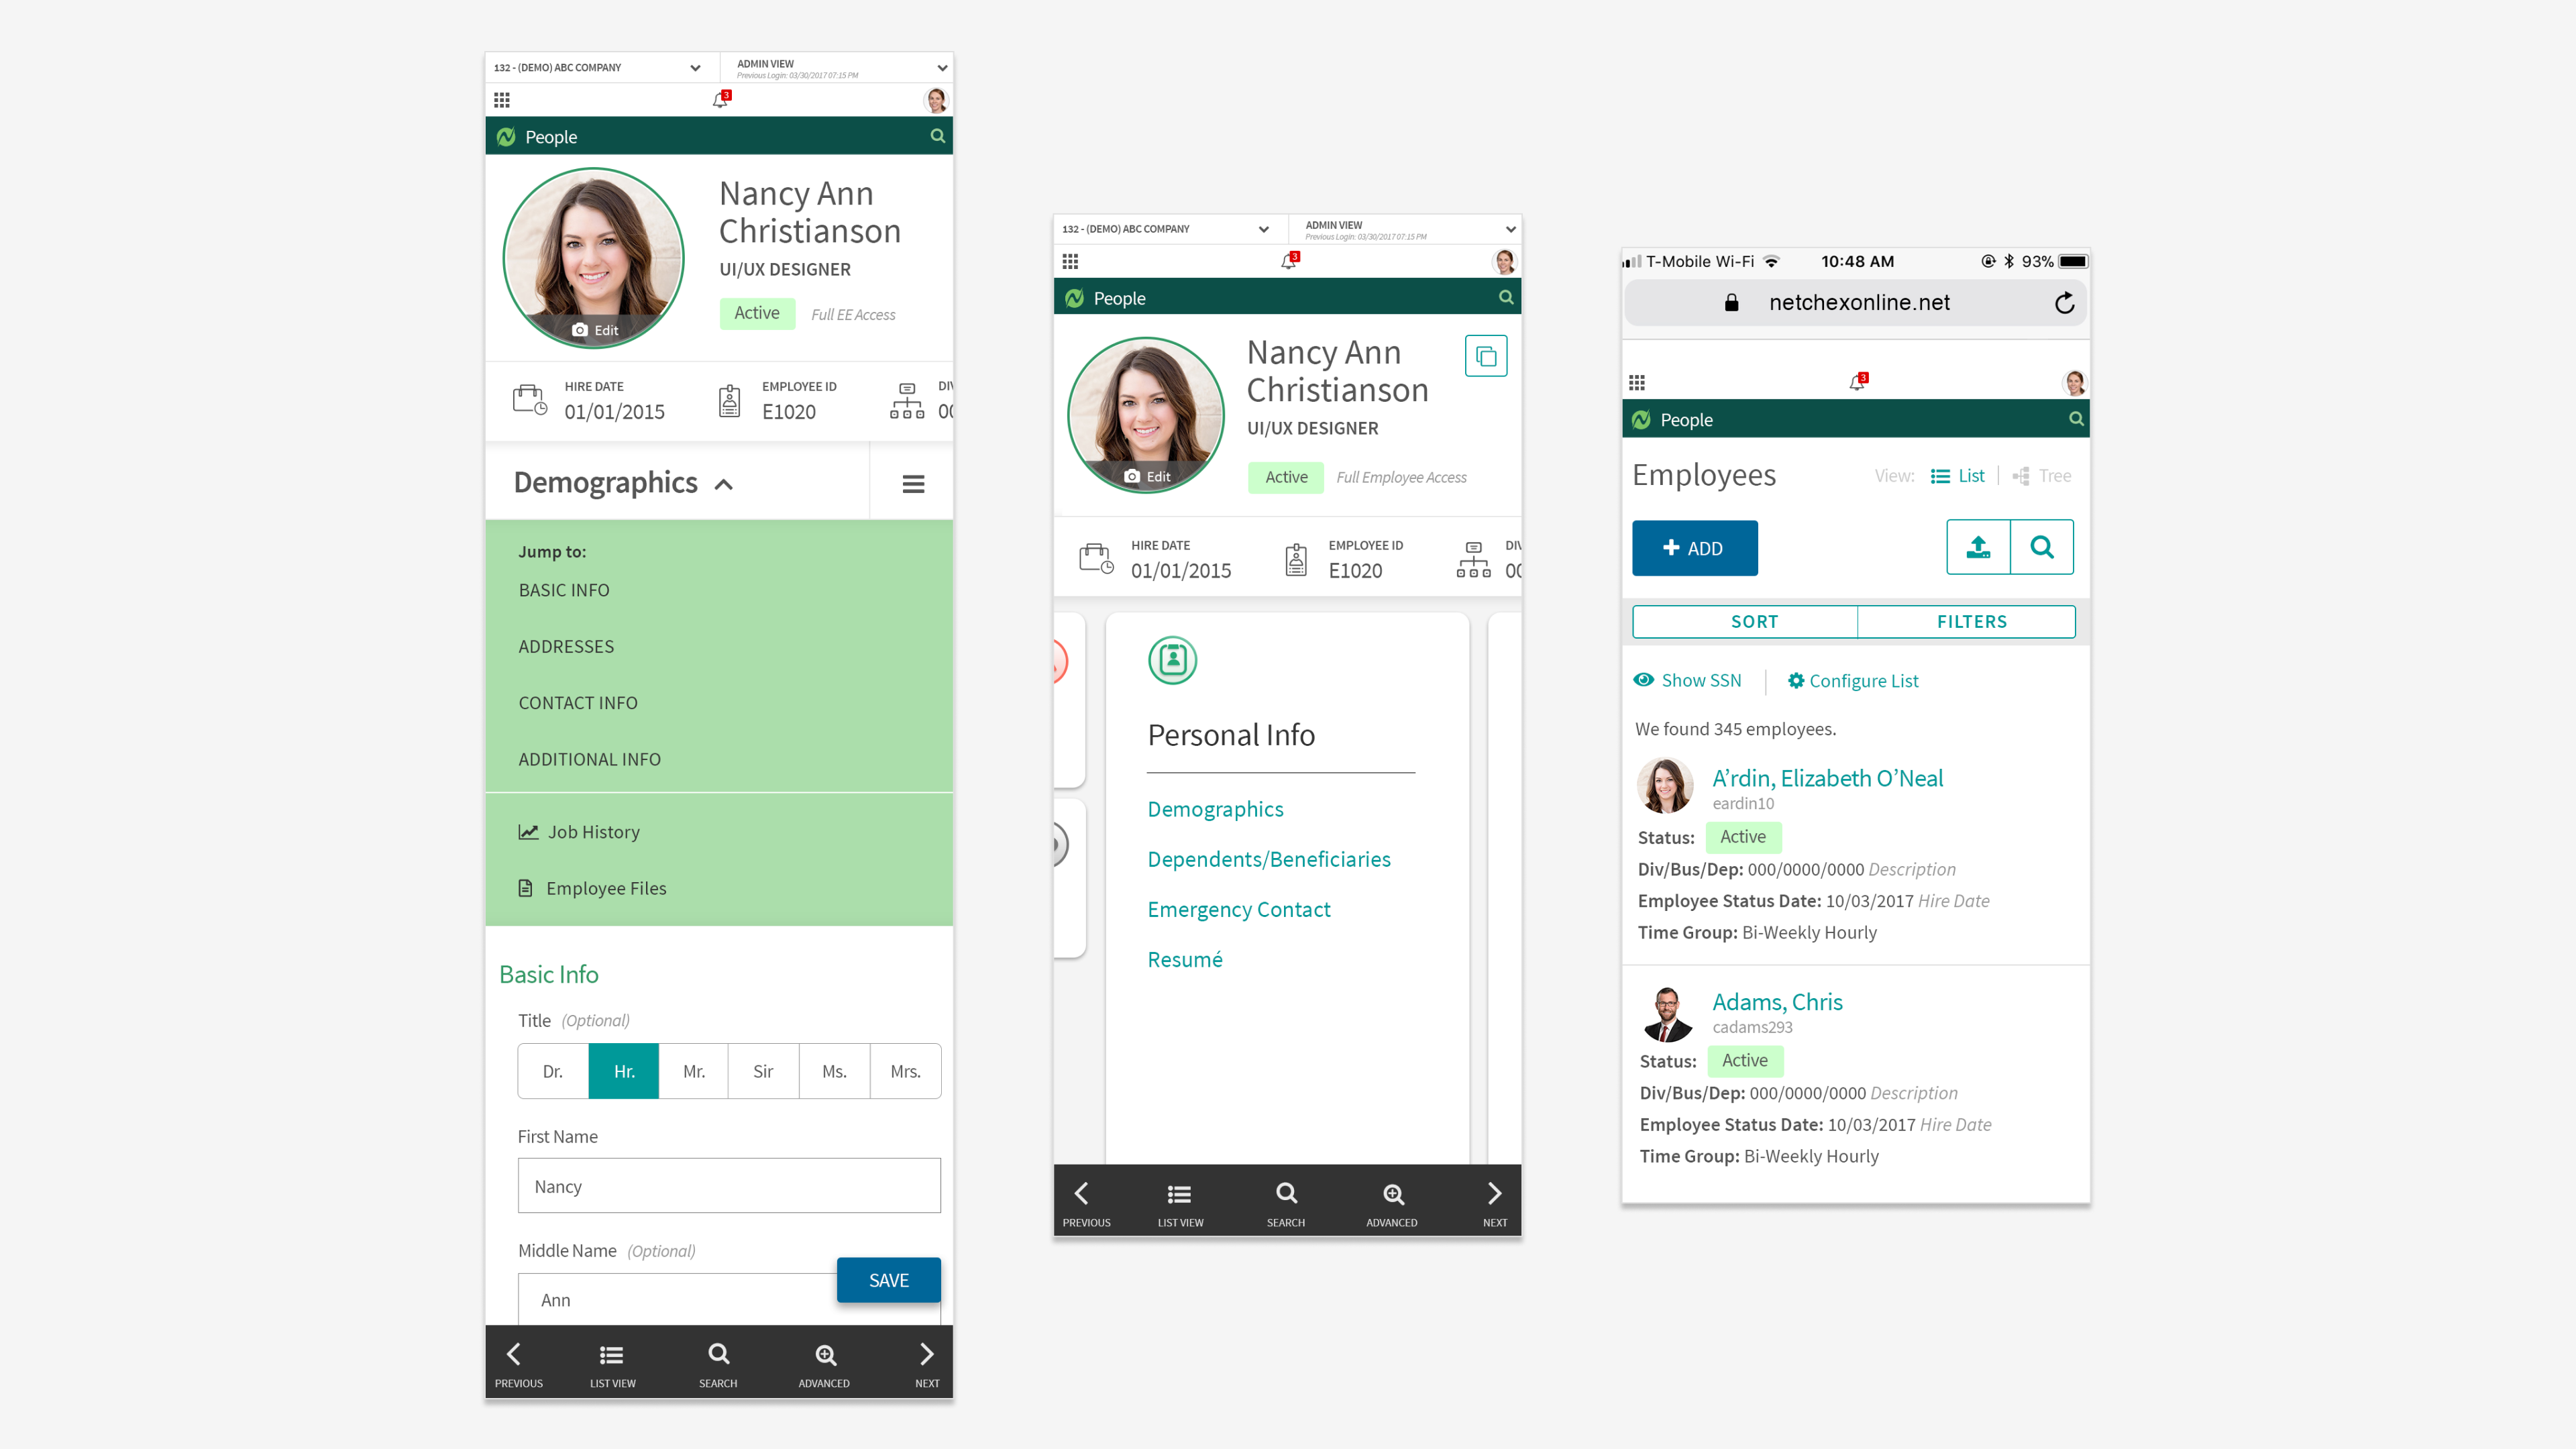 132 - (DEMO) ABC COMPANY
ADMIN VIEW
Previous Login: 03/30/2017 07:15 PM
3
People
Nancy Ann
Christianson
UI/UX DESIGNER
Active
Full EE Access
Edit
HIRE DATE
01/01/2015
EMPLOYEE ID
E1020
DIV
00
Demographics
Jump to:
BASIC INFO
ADDRESSES
CONTACT INFO
ADDITIONAL INFO
Job History
Employee Files
Basic Info
Title (Optional)
Dr. Hr. Mr. Sir Ms. Mrs.
First Name
Nancy
Middle Name (Optional)
Ann
SAVE
PREVIOUS LIST VIEW SEARCH ADVANCED NEXT
132 - (DEMO) ABC COMPANY
ADMIN VIEW
Previous Login: 03/30/2017 07:15 PM
3
People
Nancy Ann
Christianson
UI/UX DESIGNER
Active
Full Employee Access
Edit
HIRE DATE
01/01/2015
EMPLOYEE ID
E1020
DIV
00
Personal Info
Demographics
Dependents/Beneficiaries
Emergency Contact
Resumé
PREVIOUS LIST VIEW SEARCH ADVANCED NEXT
T-Mobile Wi-Fi 10:48 AM 93%
netchexonline.net
3
People
Employees
View: List | Tree
ADD
SORT FILTERS
Show SSN
Configure List
We found 345 employees.
A’rdin, Elizabeth O’Neal
eardin10
Status: Active
Div/Bus/Dep: 000/0000/0000 Description
Employee Status Date: 10/03/2017 Hire Date
Time Group: Bi-Weekly Hourly
Adams, Chris
cadams293
Status: Active
Div/Bus/Dep: 000/0000/0000 Description
Employee Status Date: 10/03/2017 Hire Date
Time Group: Bi-Weekly Hourly